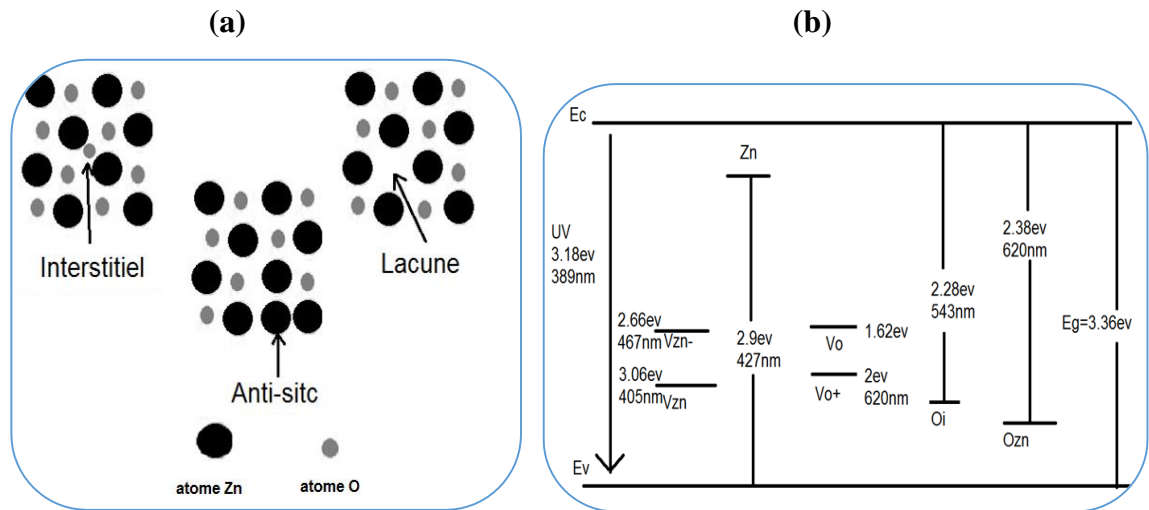 (a)
(b)
Interstitiel
Lacune
Anti-sitc
atome Zn
atome O
Ec
Zn
UV
3.18ev
389nm
2.66ev
467nm
Vzn-
3.06ev
405nm
Vzn
2.9ev
427nm
Vo
1.62ev
Vo+
2ev
620nm
2.28ev
543nm
Oi
2.38ev
620nm
Ozn
Eg=3.36ev
Ev